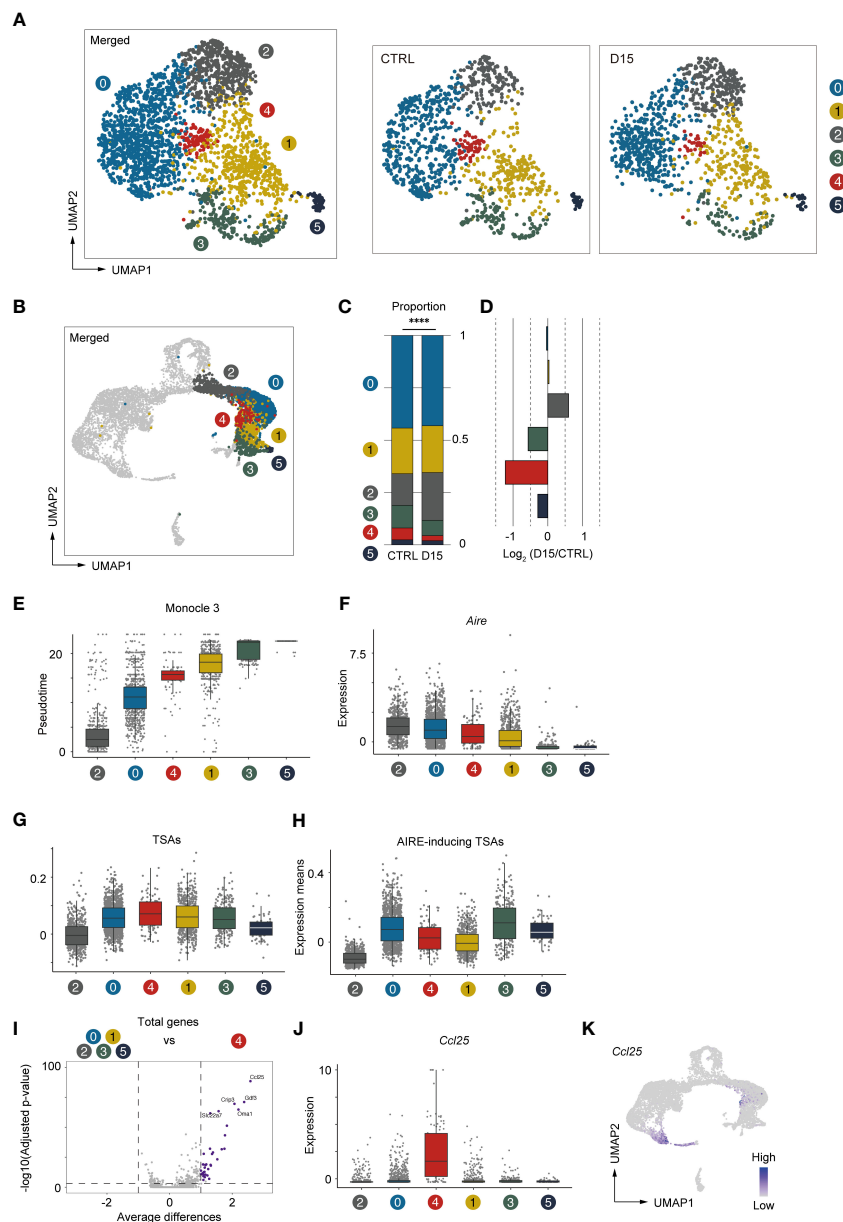 A
Merged
2
0
4
1
3
5
UMAP2
UMAP1
CTRL
D15
0
1
2
3
4
5
B
Merged
2
0
4
1
3
5
UMAP2
UMAP1
C
Proportion
****
0
1
2
3
4
5
1
0.5
0
CTRL D15
D
-1 0 1
Log2 (D15/CTRL)
E
Monocle 3
Pseudotime
20
0
2 0 4 1 3 5
F
Aire
Expression
7.5
0
2 0 4 1 3 5
G
TSAs
0.2
0
2 0 4 1 3 5
H
AIRE-inducing TSAs
Expression means
0.4
0
2 0 4 1 3 5
I
Total genes
0 1
2 3 5
vs
4
-log10(Adjusted p-value)
100
0
Ccl25
Gdf3
Crip3
Oma1
Slc22a7
-2 0 2
Average differences
J
Ccl25
Expression
10
0
2 0 4 1 3 5
K
Ccl25
UMAP2
UMAP1
High
Low